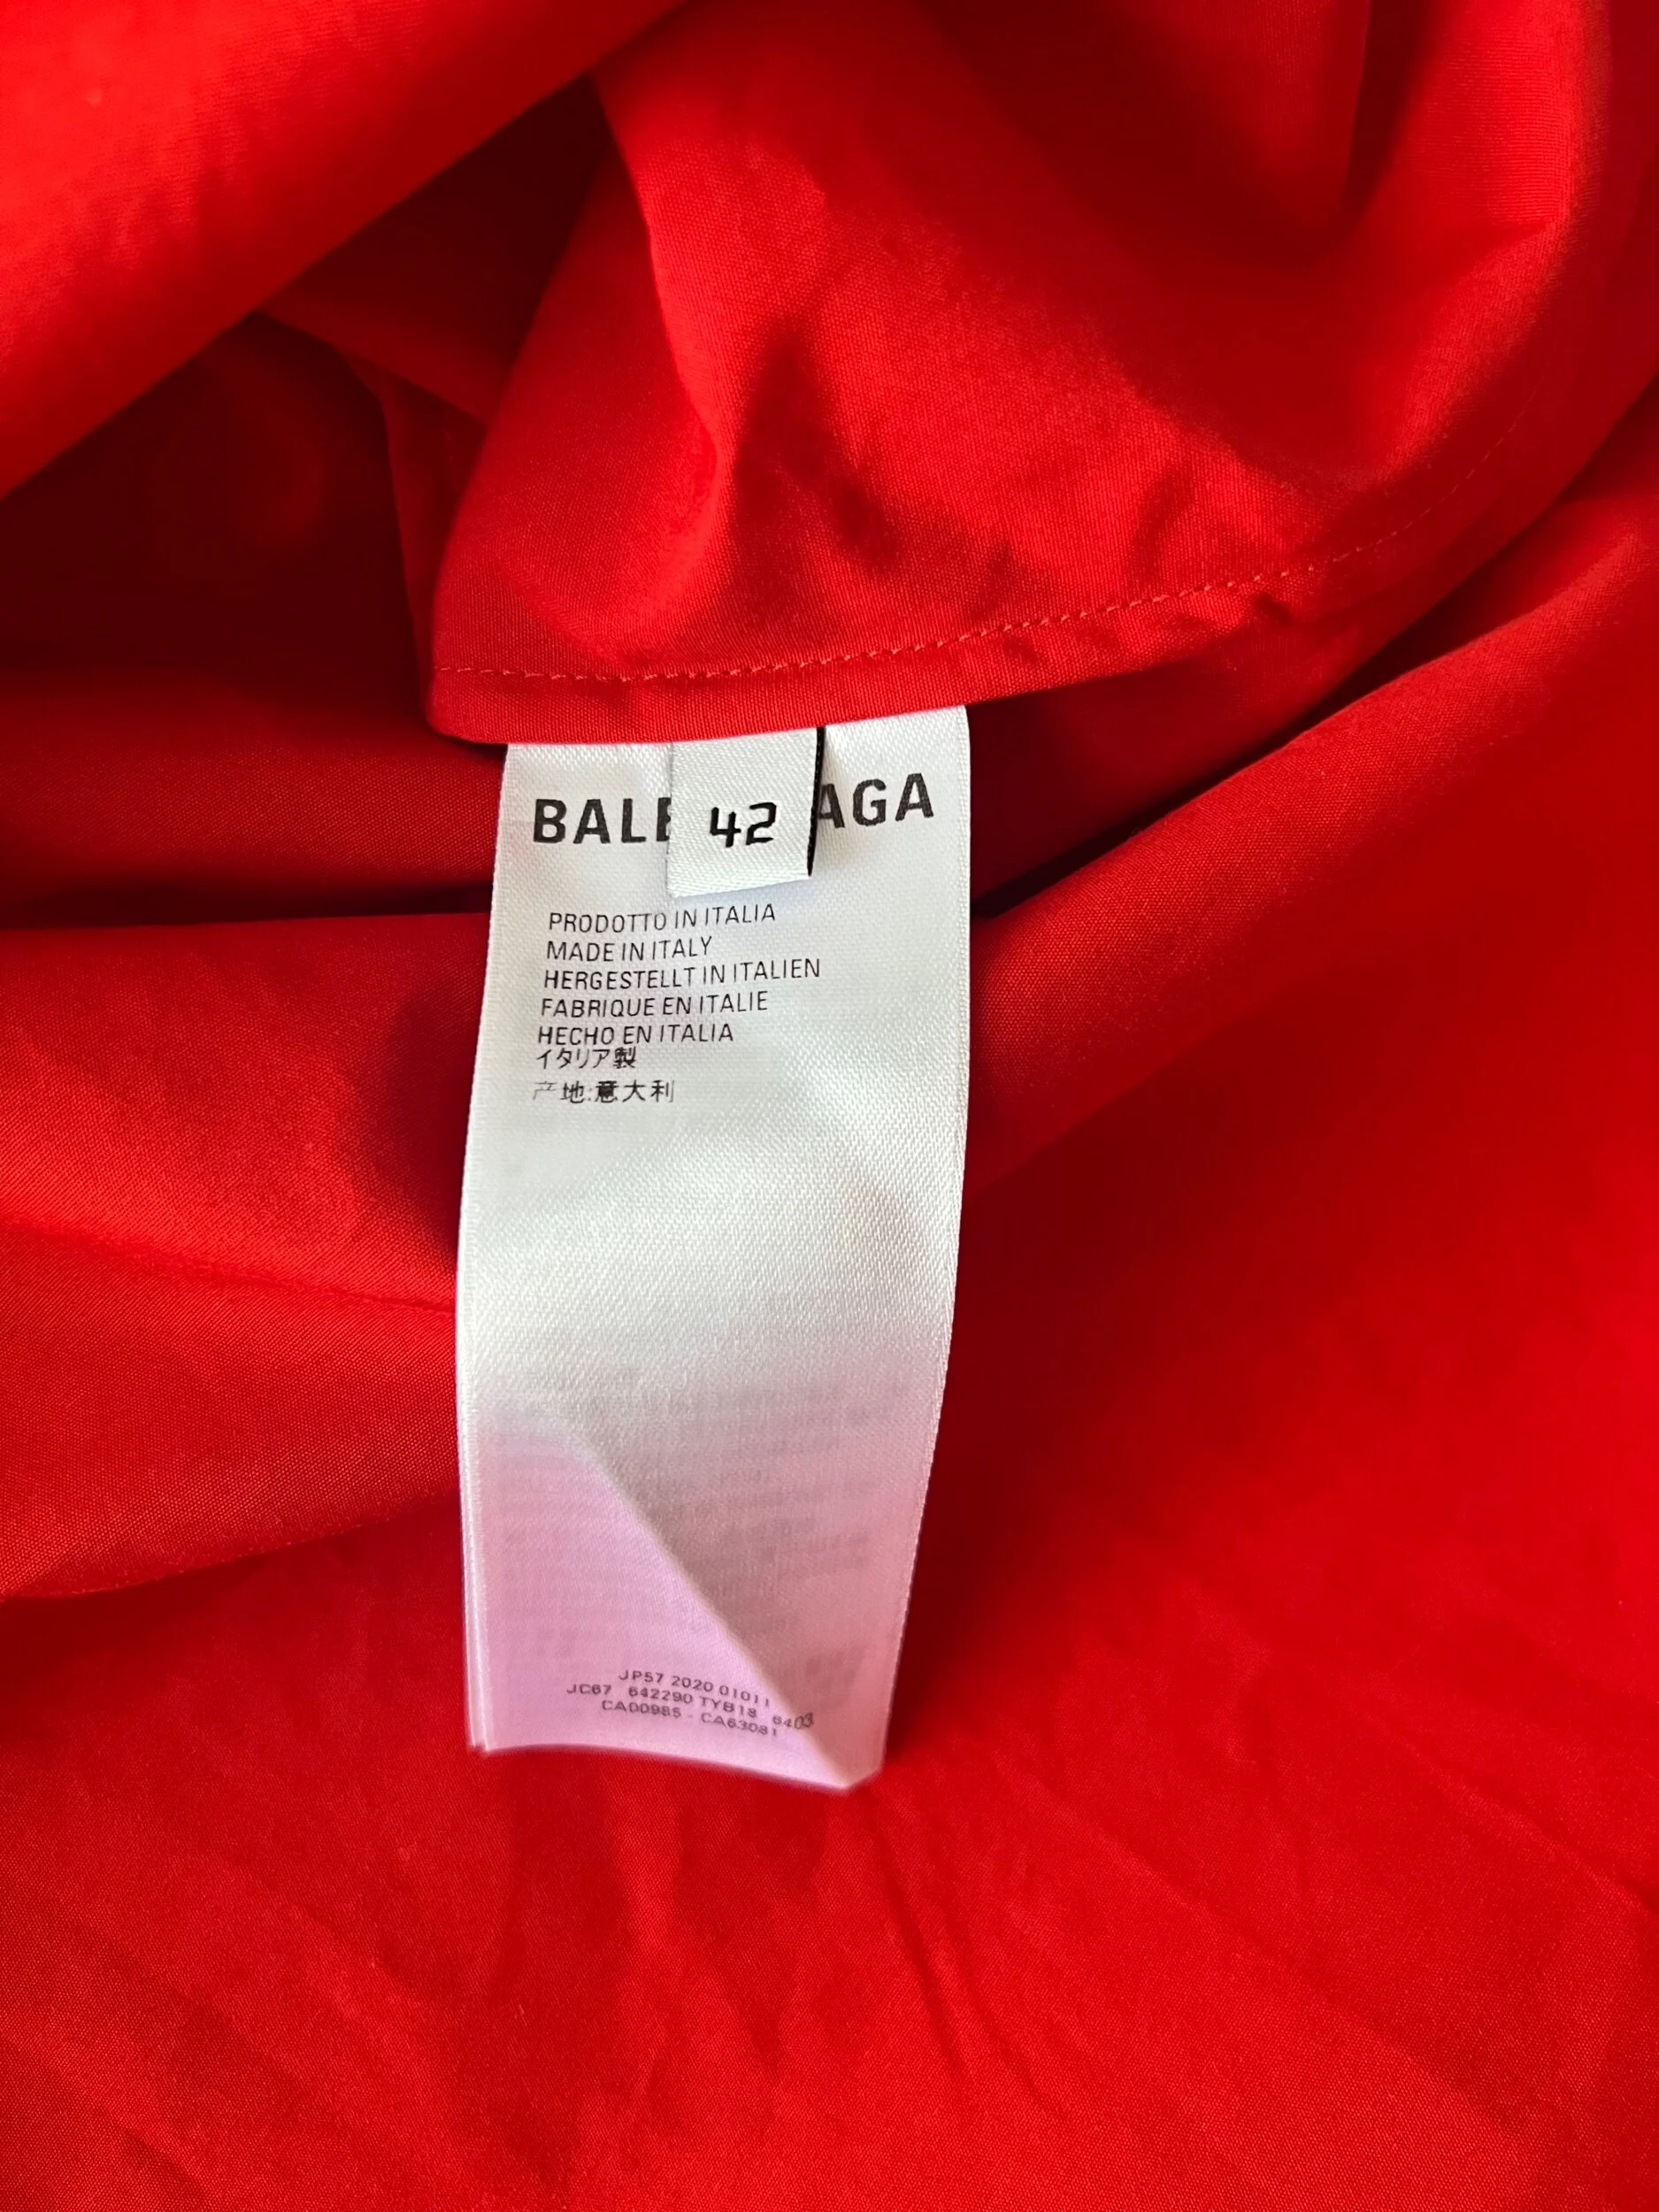 BALE 42 AGA
PRODOTTO IN ITALIA
MADE IN ITALY
HERGESTELLT IN ITALIEN
FABRIQUE EN ITALIE
HECHO EN ITALIA
イタリア製
产地:意大利
JP57 2020 01011
JC67 642290 TYB18 6403
CA00985 - CA63081